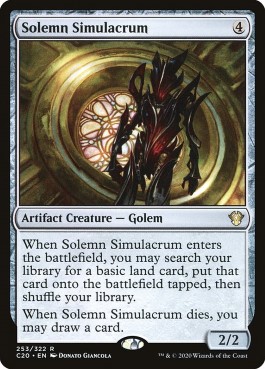 Solemn Simulacrum 4
Artifact Creature — Golem
When Solemn Simulacrum enters
the battlefield, you may search your
library for a basic land card, put that
card onto the battlefield tapped, then
shuffle your library.
When Solemn Simulacrum dies, you
may draw a card.
2/2
253/322 R
C20 • EN Donato Giancola
™ & © 2020 Wizards of the Coast